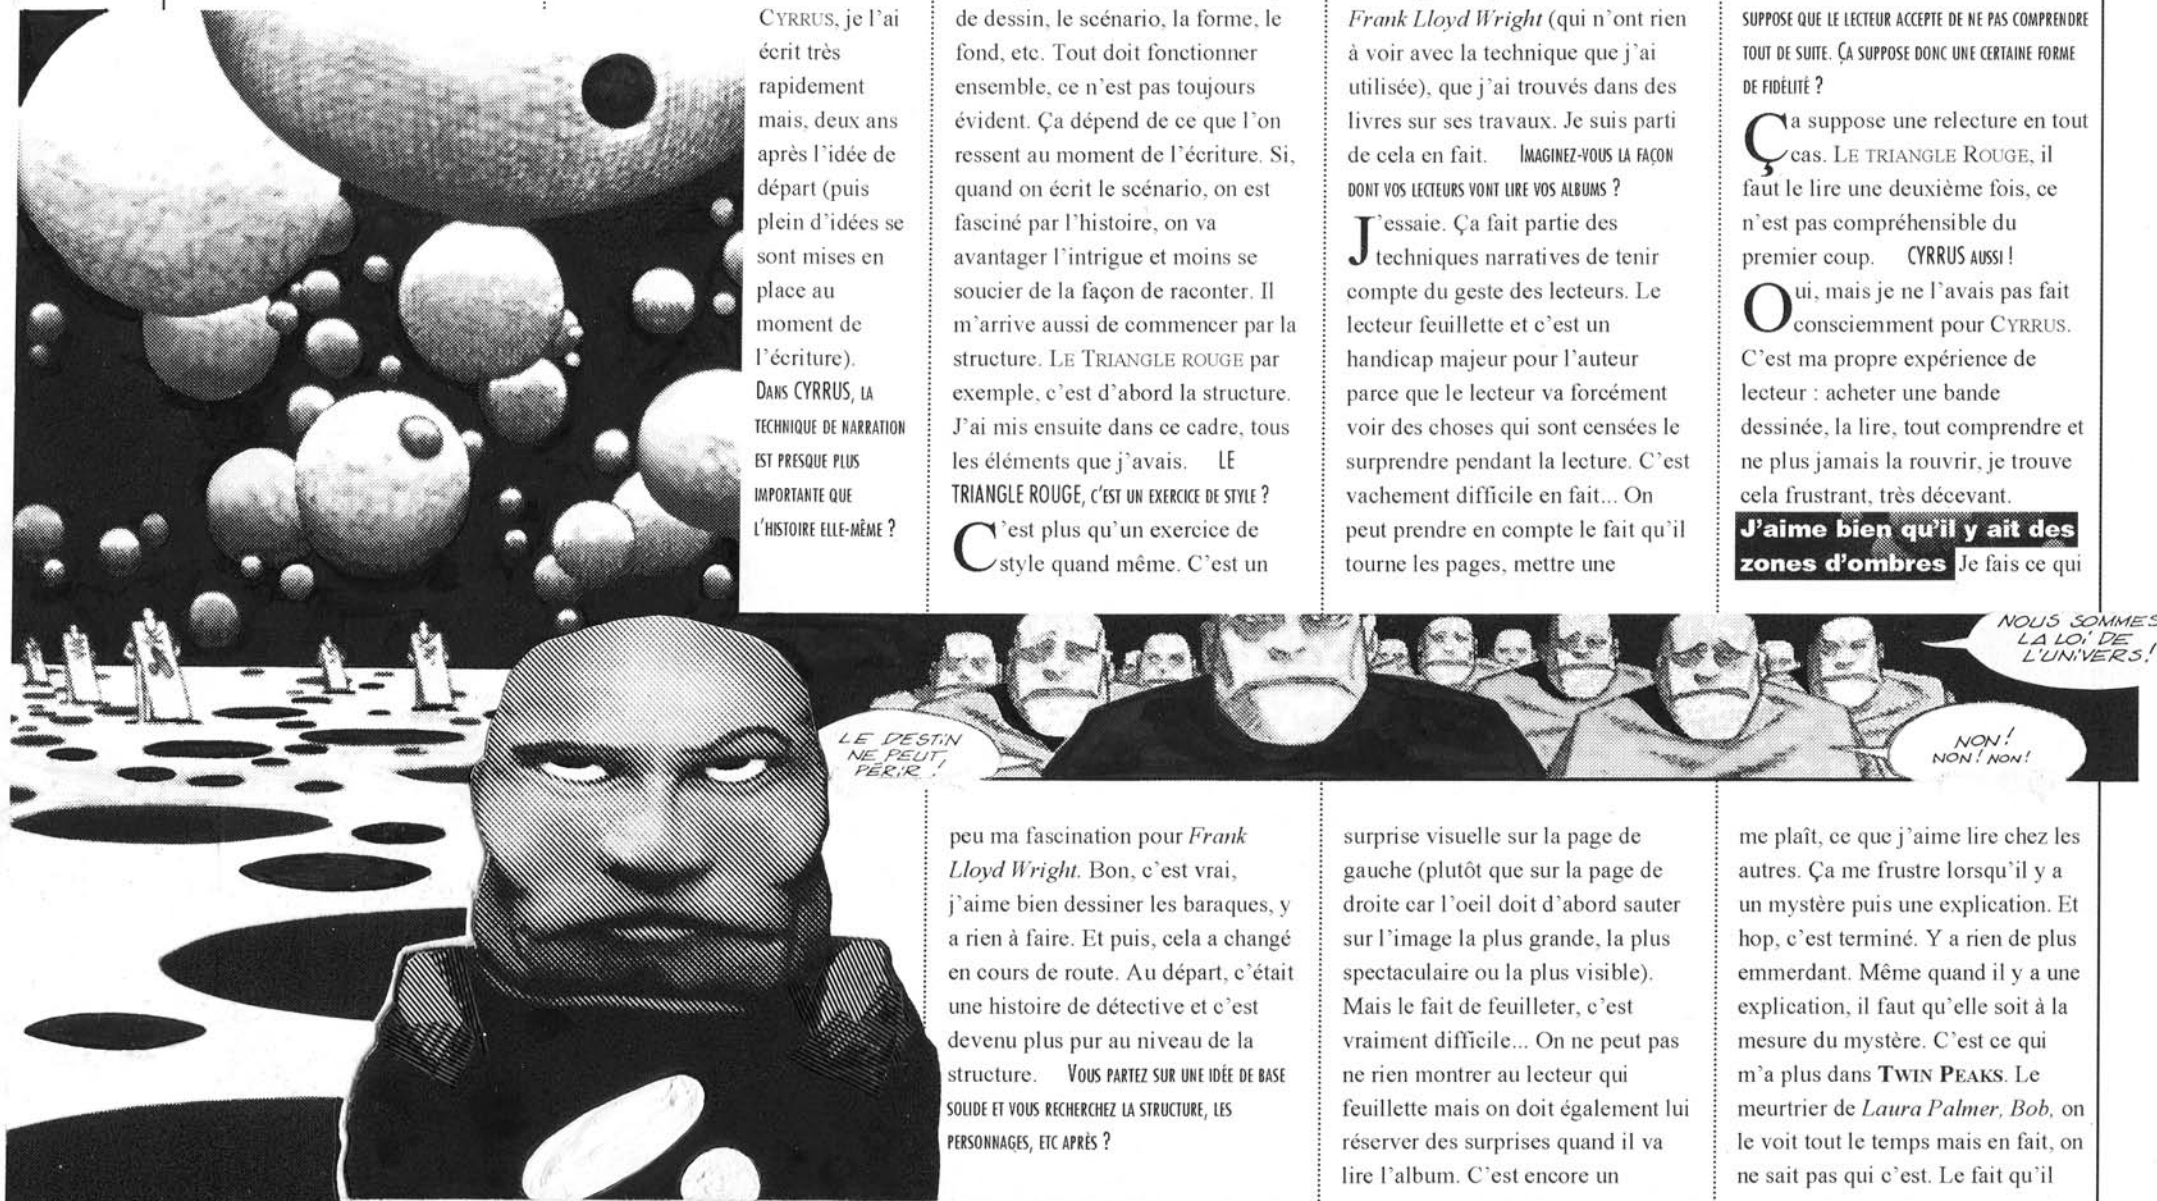 CYRRUS, je l'ai
écrit très
rapidement
mais, deux ans
après l'idée de
départ (puis
plein d'idées se
sont mises en
place au
moment de
l'écriture).
DANS CYRRUS, LA
TECHNIQUE DE NARRATION
EST PRESQUE PLUS
IMPORTANTE QUE
L'HISTOIRE ELLE-MÊME ?
de dessin, le scénario, la forme, le
fond, etc. Tout doit fonctionner
ensemble, ce n'est pas toujours
évident. Ça dépend de ce que l'on
ressent au moment de l'écriture. Si,
quand on écrit le scénario, on est
fasciné par l'histoire, on va
avantager l'intrigue et moins se
soucier de la façon de raconter. Il
m'arrive aussi de commencer par la
structure. LE TRIANGLE ROUGE par
exemple, c'est d'abord la structure.
J'ai mis ensuite dans ce cadre, tous
les éléments que j'avais. LE
TRIANGLE ROUGE, C'EST UN EXERCICE DE STYLE ?
C'est plus qu'un exercice de
style quand même. C'est un
peu ma fascination pour Frank
Lloyd Wright. Bon, c'est vrai,
j'aime bien dessiner les baraques, y
a rien à faire. Et puis, cela a changé
en cours de route. Au départ, c'était
une histoire de détective et c'est
devenu plus pur au niveau de la
structure. VOUS PARTEZ SUR UNE IDÉE DE BASE
SOLIDE ET VOUS RECHERCHEZ LA STRUCTURE, LES
PERSONNAGES, ETC APRÈS ?
Frank Lloyd Wright (qui n'ont rien
à voir avec la technique que j'ai
utilisée), que j'ai trouvés dans des
livres sur ses travaux. Je suis parti
de cela en fait. IMAGINEZ-VOUS LA FAÇON
DONT VOS LECTEURS VONT LIRE VOS ALBUMS ?
J'essaie. Ça fait partie des
techniques narratives de tenir
compte du geste des lecteurs. Le
lecteur feuillette et c'est un
handicap majeur pour l'auteur
parce que le lecteur va forcément
voir des choses qui sont censées le
surprendre pendant la lecture. C'est
vachement difficile en fait... On
peut prendre en compte le fait qu'il
tourne les pages, mettre une
surprise visuelle sur la page de
gauche (plutôt que sur la page de
droite car l'oeil doit d'abord sauter
sur l'image la plus grande, la plus
spectaculaire ou la plus visible).
Mais le fait de feuilleter, c'est
vraiment difficile... On ne peut pas
ne rien montrer au lecteur qui
feuillette mais on doit également lui
réserver des surprises quand il va
lire l'album. C'est encore un
SUPPOSE QUE LE LECTEUR ACCEPTE DE NE PAS COMPRENDRE
TOUT DE SUITE. ÇA SUPPOSE DONC UNE CERTAINE FORME
DE FIDÉLITÉ ?
Ça suppose une relecture en tout
cas. LE TRIANGLE ROUGE, il
faut le lire une deuxième fois, ce
n'est pas compréhensible du
premier coup. CYRRUS AUSSI !
Oui, mais je ne l'avais pas fait
consciemment pour CYRRUS.
C'est ma propre expérience de
lecteur : acheter une bande
dessinée, la lire, tout comprendre et
ne plus jamais la rouvrir, je trouve
cela frustrant, très décevant.
J'aime bien qu'il y ait des
zones d'ombres Je fais ce qui
me plaît, ce que j'aime lire chez les
autres. Ça me frustre lorsqu'il y a
un mystère puis une explication. Et
hop, c'est terminé. Y a rien de plus
emmerdant. Même quand il y a une
explication, il faut qu'elle soit à la
mesure du mystère. C'est ce qui
m'a plus dans TWIN PEAKS. Le
meurtrier de Laura Palmer, Bob, on
le voit tout le temps mais en fait, on
ne sait pas qui c'est. Le fait qu'il
LE DESTIN
NE PEUT
PÉRIR !
NOUS SOMMES
LA LOI DE
L'UNIVERS!
NON!
NON! NON!